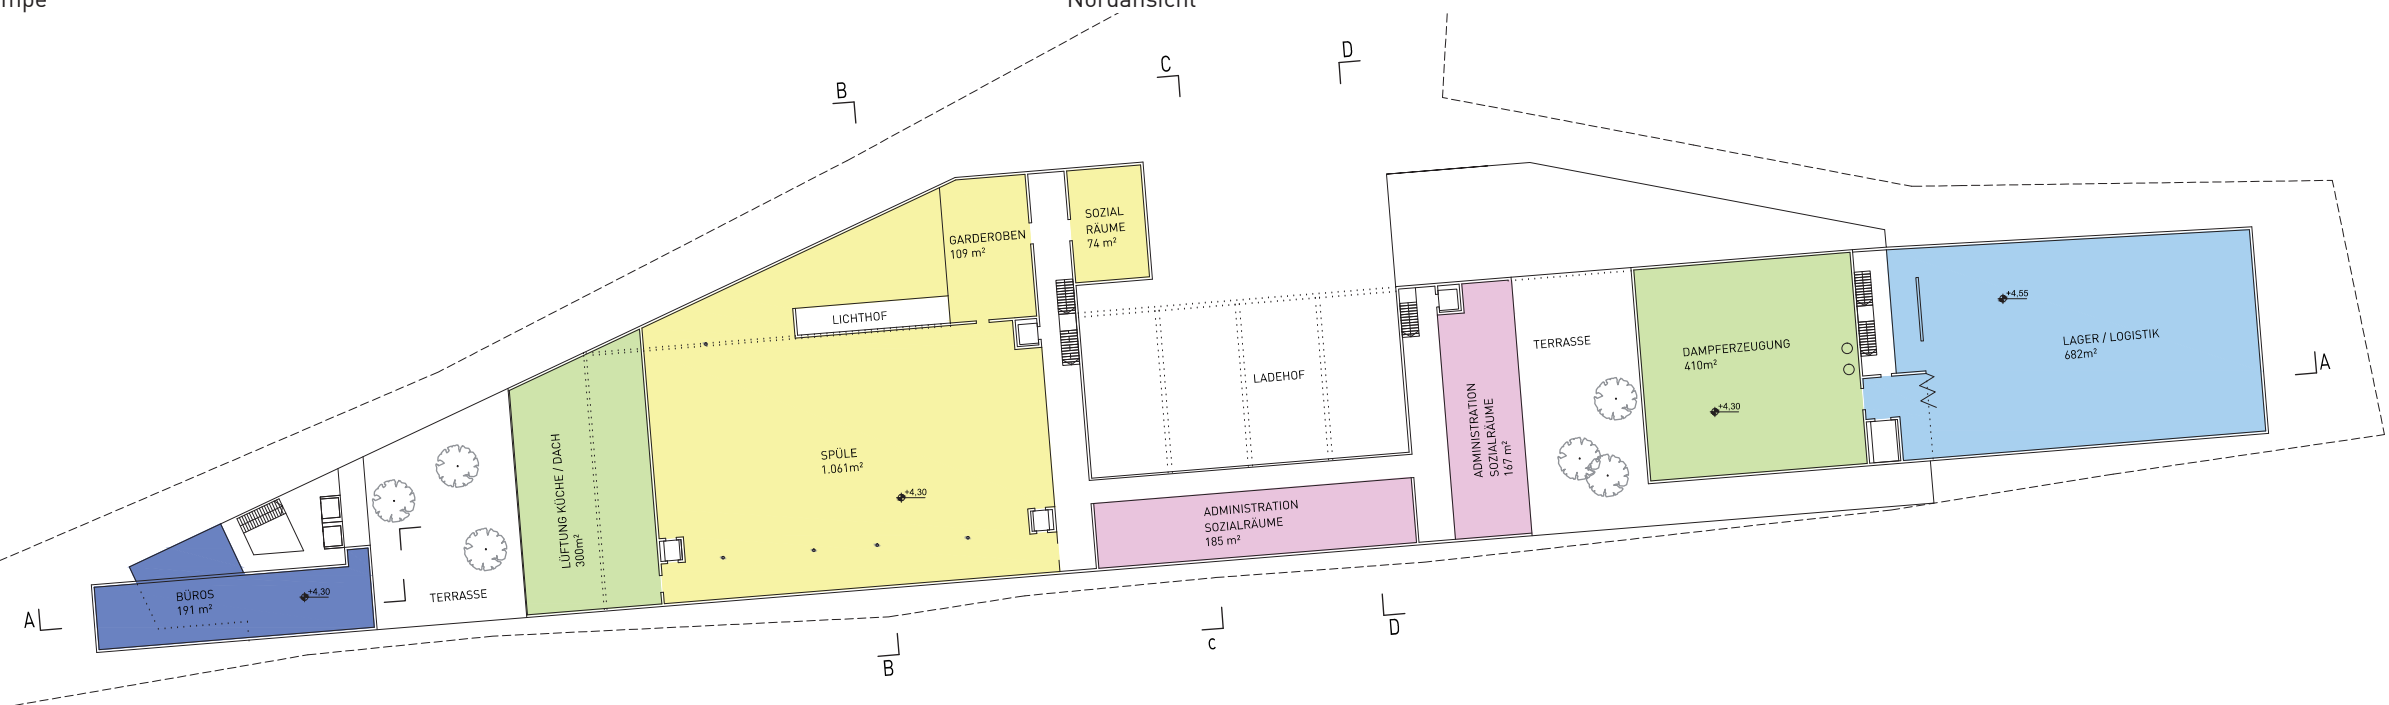 mpe
Nordansicht
B
C
D
SOZIAL
RÄUME
74 m²
GARDEROBEN
109 m²
LICHTHOF
LADEHOF
TERRASSE
DAMPFERZEUGUNG
410m²
+4,30
+4,55
LAGER / LOGISTIK
682m²
A
LÜFTUNG KÜCHE / DACH
300m²
SPÜLE
1.061m²
+4,30
ADMINISTRATION
SOZIALRÄUME
167 m²
ADMINISTRATION
SOZIALRÄUME
185 m²
A
BÜROS
191 m²
+4,30
TERRASSE
B
c
D